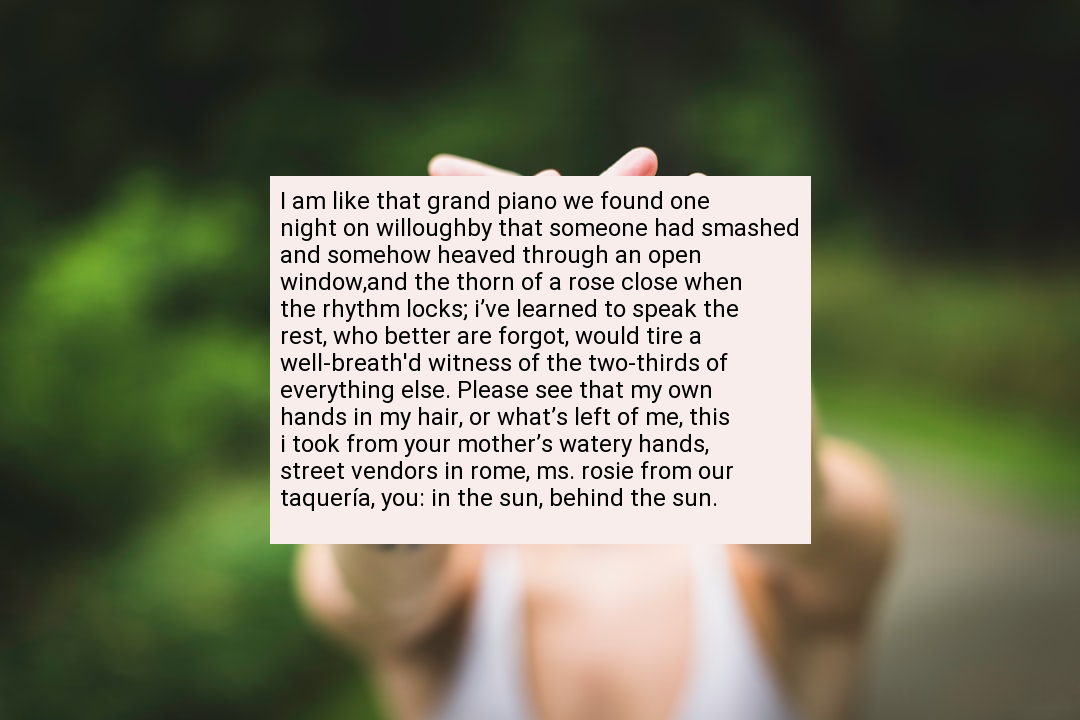 I am like that grand piano we found one
night on willoughby that someone had smashed
and somehow heaved through an open
window,and the thorn of a rose close when
the rhythm locks; i’ve learned to speak the
rest, who better are forgot, would tire a
well-breath'd witness of the two-thirds of
everything else. Please see that my own
hands in my hair, or what’s left of me, this
i took from your mother’s watery hands,
street vendors in rome, ms. rosie from our
taquería, you: in the sun, behind the sun.